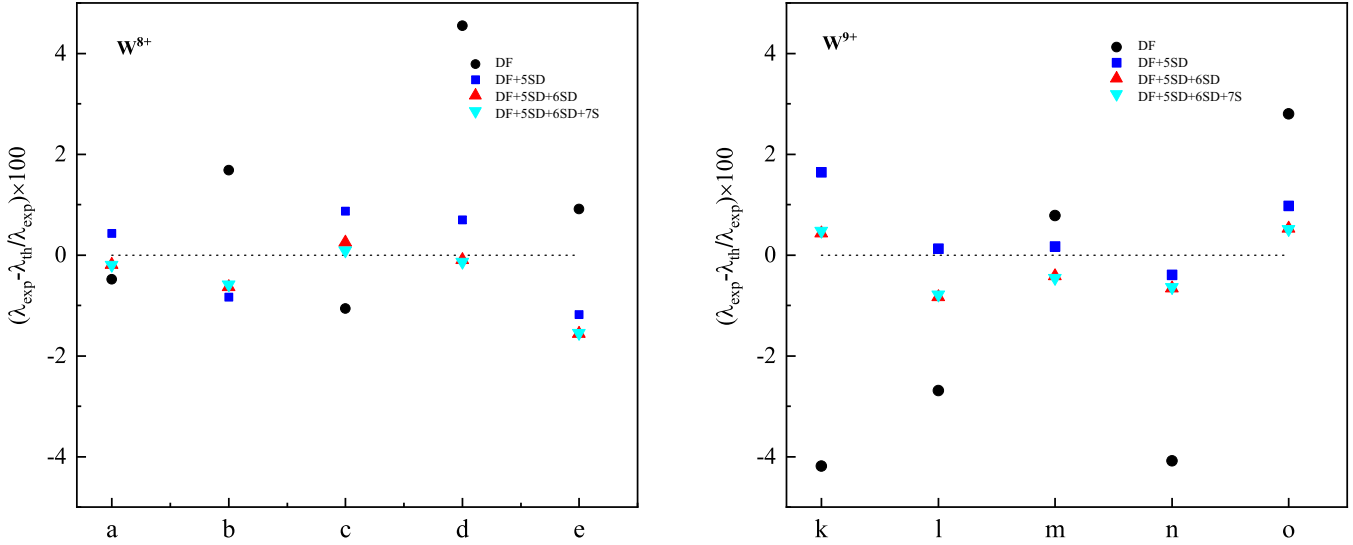 W8+
DF
DF+5SD
DF+5SD+6SD
DF+5SD+6SD+7S
(λexp-λth/λexp)×100
4
2
0
-2
-4
a b c d e
W9+
DF
DF+5SD
DF+5SD+6SD
DF+5SD+6SD+7S
(λexp-λth/λexp)×100
4
2
0
-2
-4
k l m n o